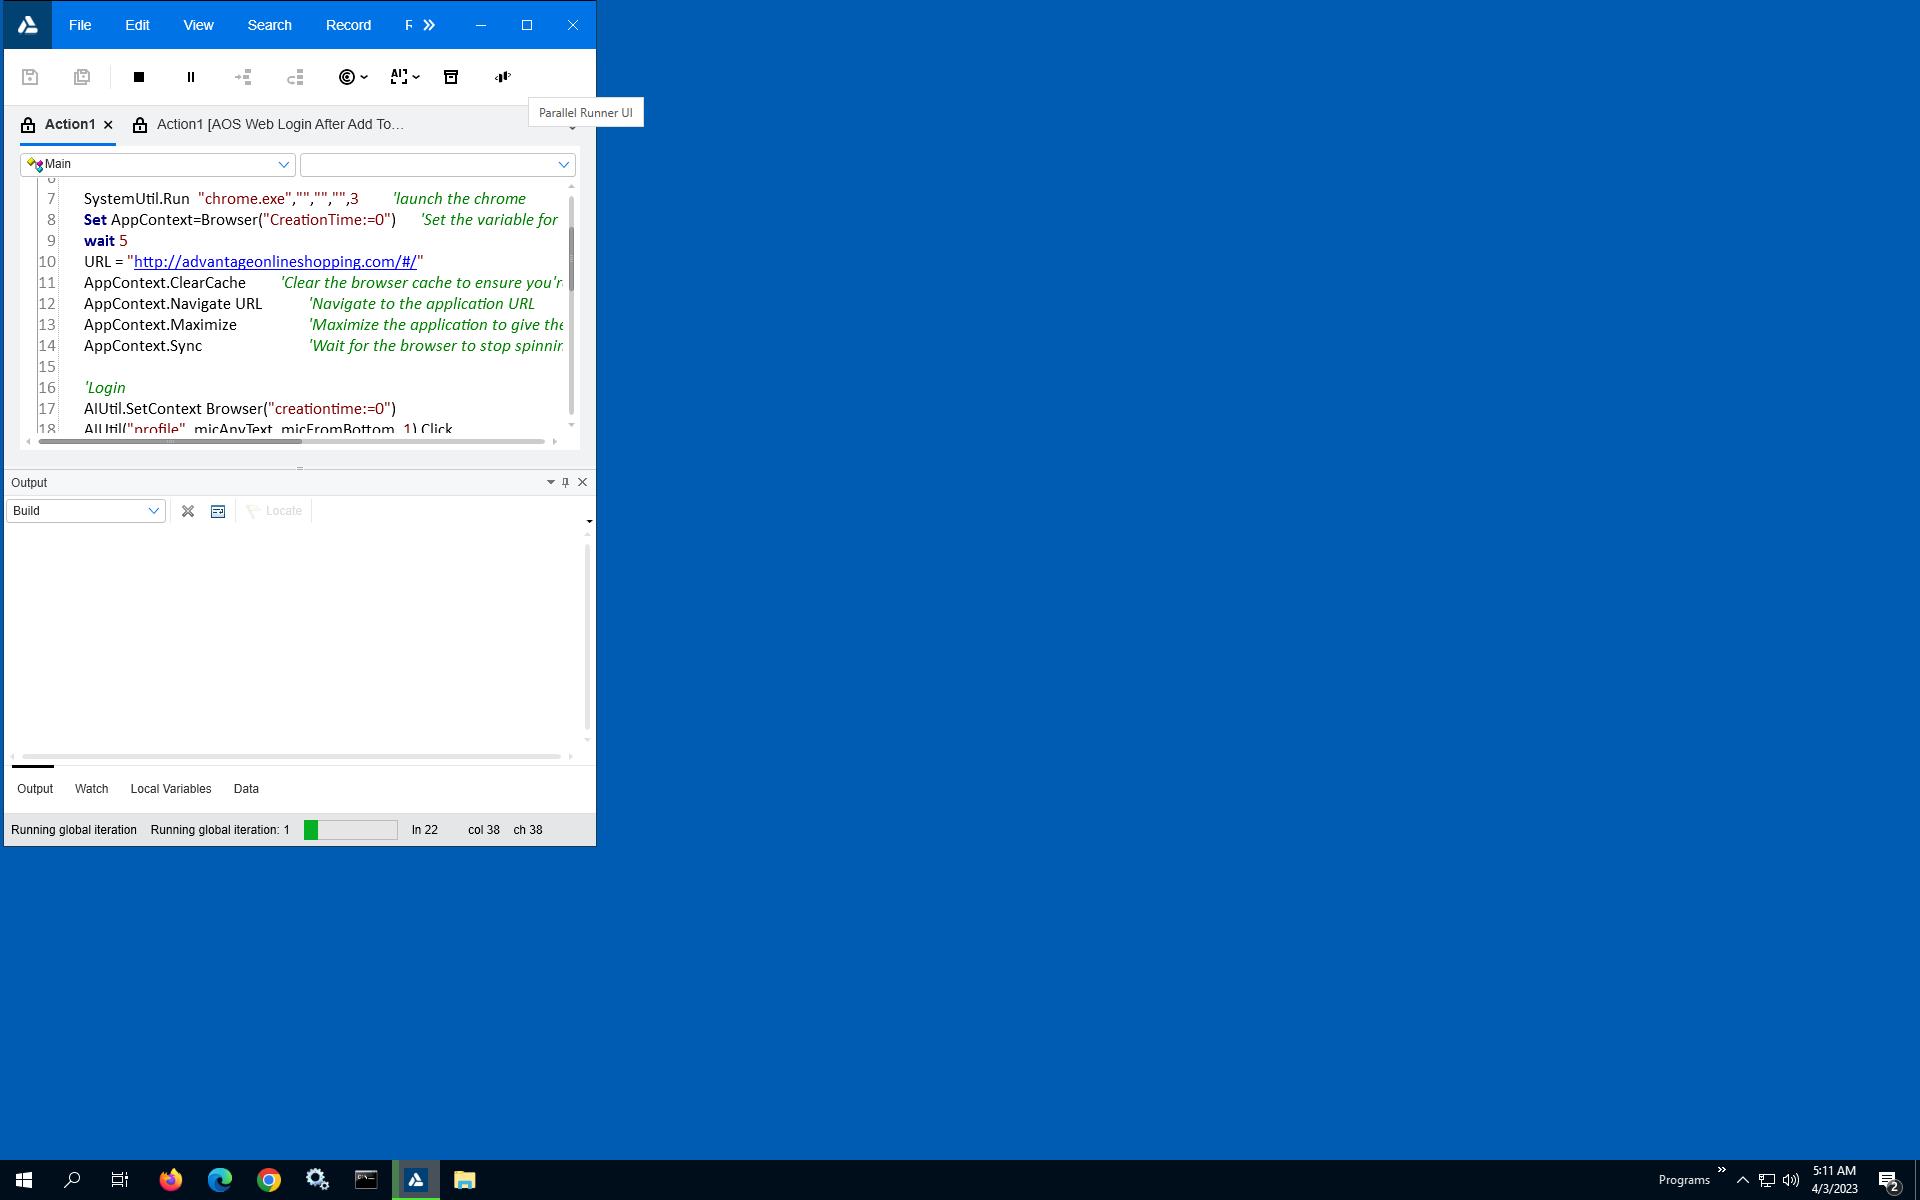 File Edit View Search Record
Parallel Runner UI
Action1 Action1 [AOS Web Login After Add To...
Main
6
7 SystemUtil.Run "chrome.exe","","","",3 'launch the chrome
8 Set AppContext=Browser("CreationTime:=0") 'Set the variable for
9 wait 5
10 URL = "http://advantageonlineshopping.com/#/"
11 AppContext.ClearCache 'Clear the browser cache to ensure you'r
12 AppContext.Navigate URL 'Navigate to the application URL
13 AppContext.Maximize 'Maximize the application to give the
14 AppContext.Sync 'Wait for the browser to stop spinnin
15
16 'Login
17 AIUtil.SetContext Browser("creationtime:=0")
18 AIUtil("profile", micAnyText, micFromBottom, 1).Click
Output
Build Locate
Output Watch Local Variables Data
Running global iteration Running global iteration: 1 ln 22 col 38 ch 38
Programs 5:11 AM
4/3/2023 2